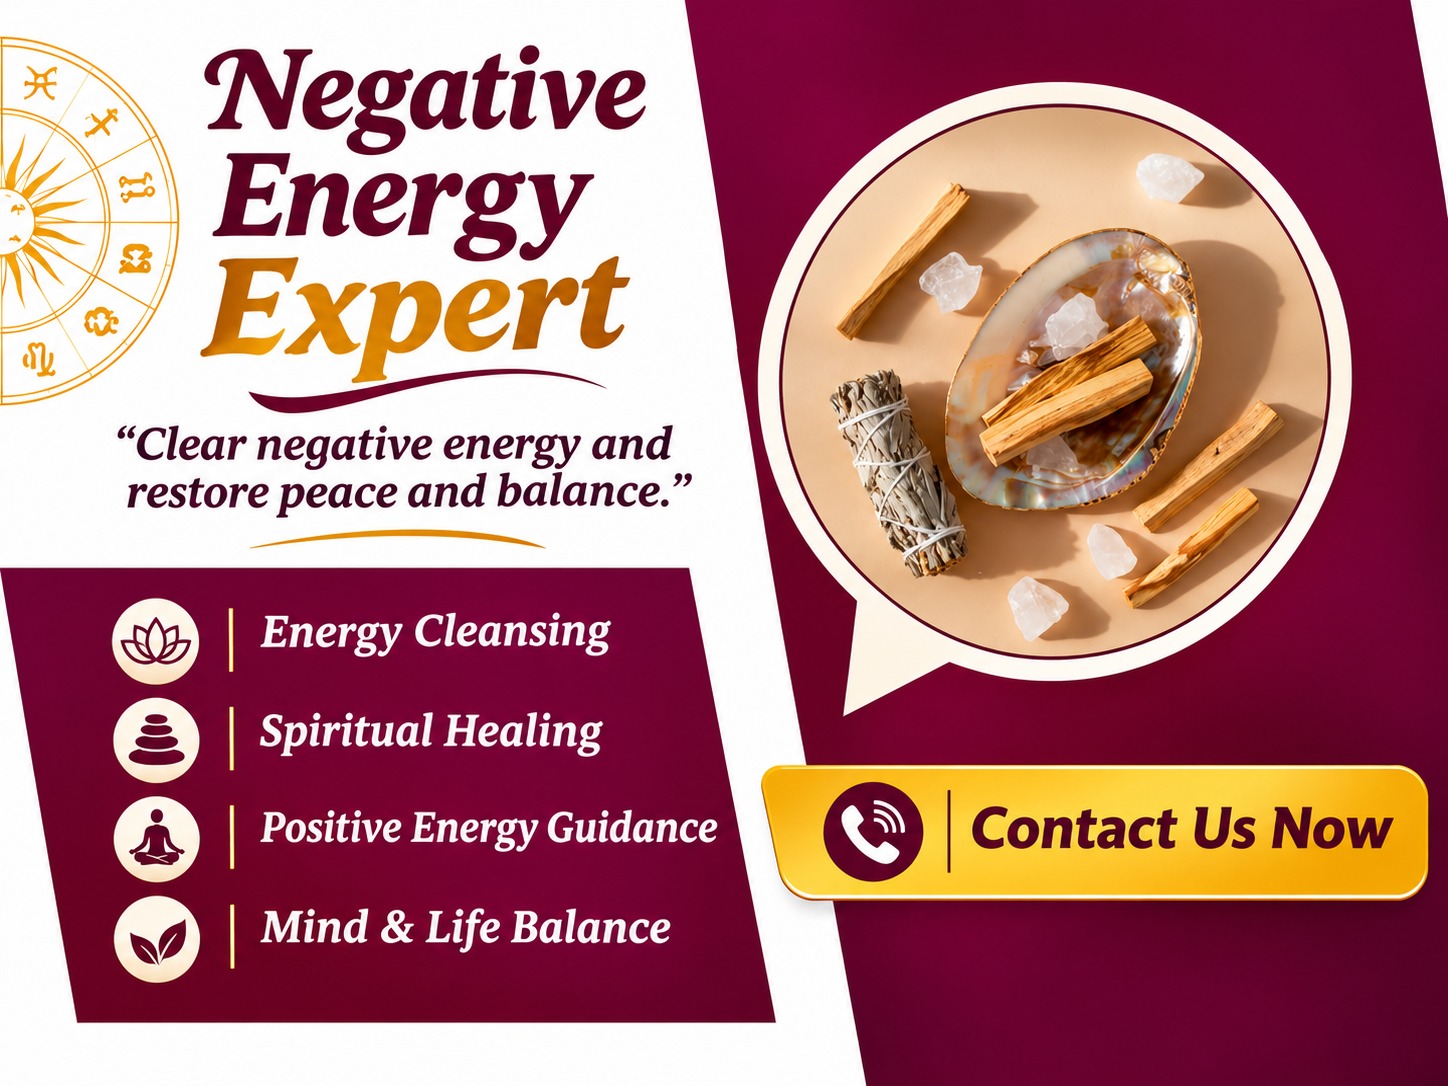 Negative
Energy
Expert
“Clear negative energy and
restore peace and balance.”
Energy Cleansing
Spiritual Healing
Positive Energy Guidance
Mind & Life Balance
Contact Us Now